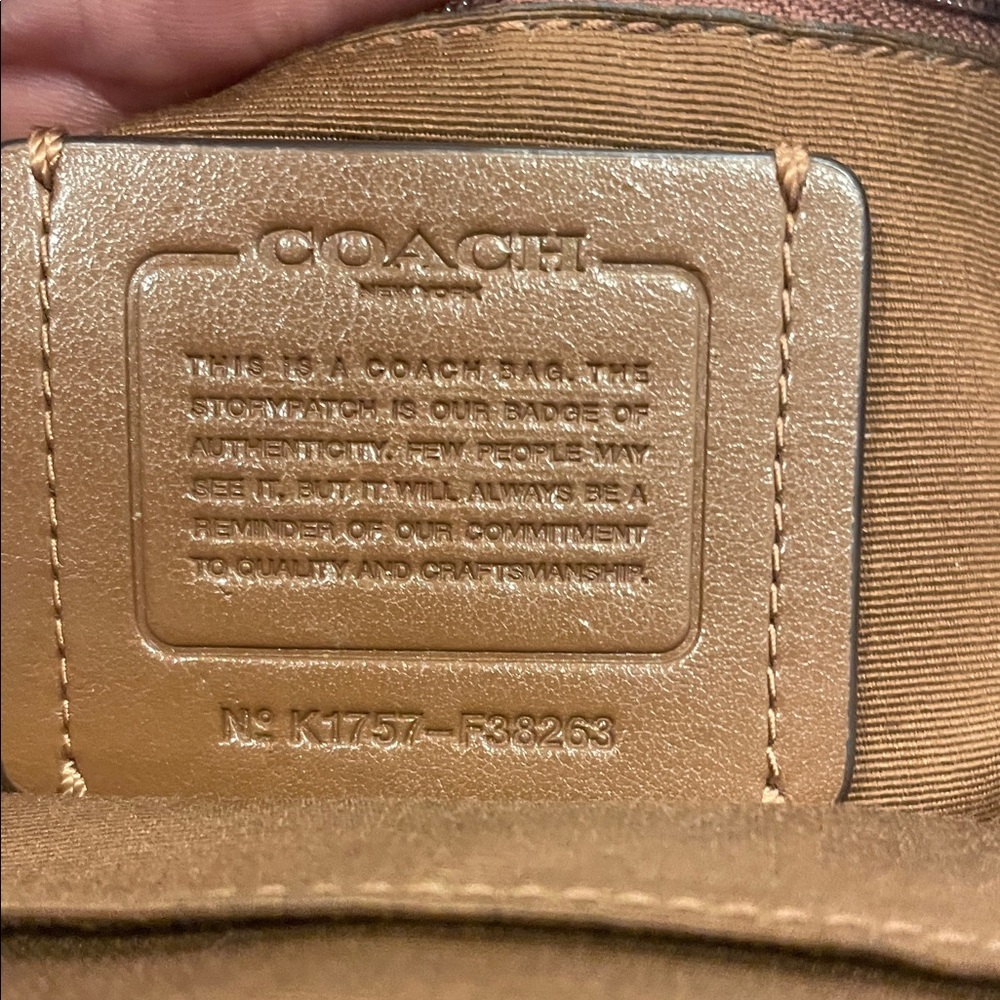 COACH
NEW YORK
THIS IS A COACH BAG. THE
STORYPATCH IS OUR BADGE OF
AUTHENTICITY. FEW PEOPLE MAY
SEE IT, BUT IT WILL ALWAYS BE A
REMINDER OF OUR COMMITMENT
TO QUALITY AND CRAFTSMANSHIP.
Nº K1757-F38263